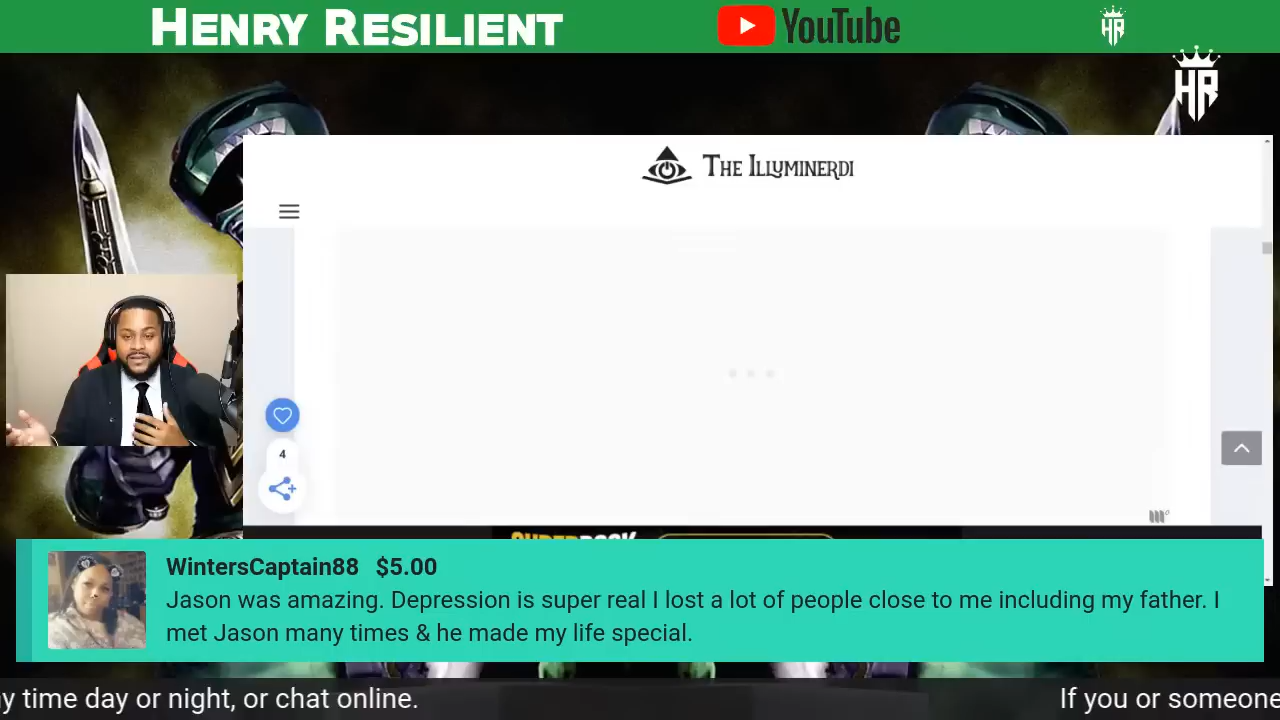 HENRY RESILIENT
YouTube
HR
HR
THE ILLUMINERDI
4
WintersCaptain88 $5.00
Jason was amazing. Depression is super real I lost a lot of people close to me including my father. I
met Jason many times & he made my life special.
y time day or night, or chat online.
If you or someone